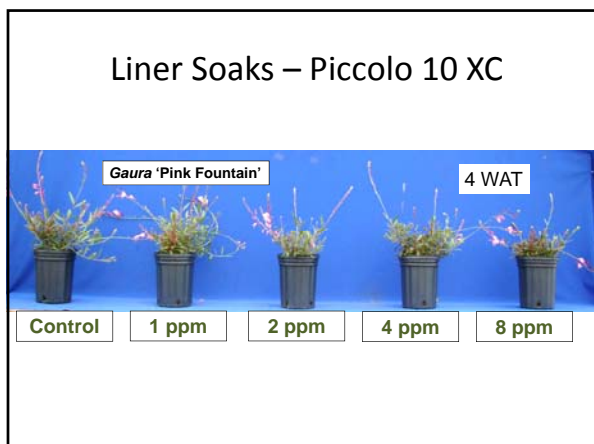 Liner Soaks – Piccolo 10 XC
Gaura 'Pink Fountain'
4 WAT
Control
1 ppm
2 ppm
4 ppm
8 ppm